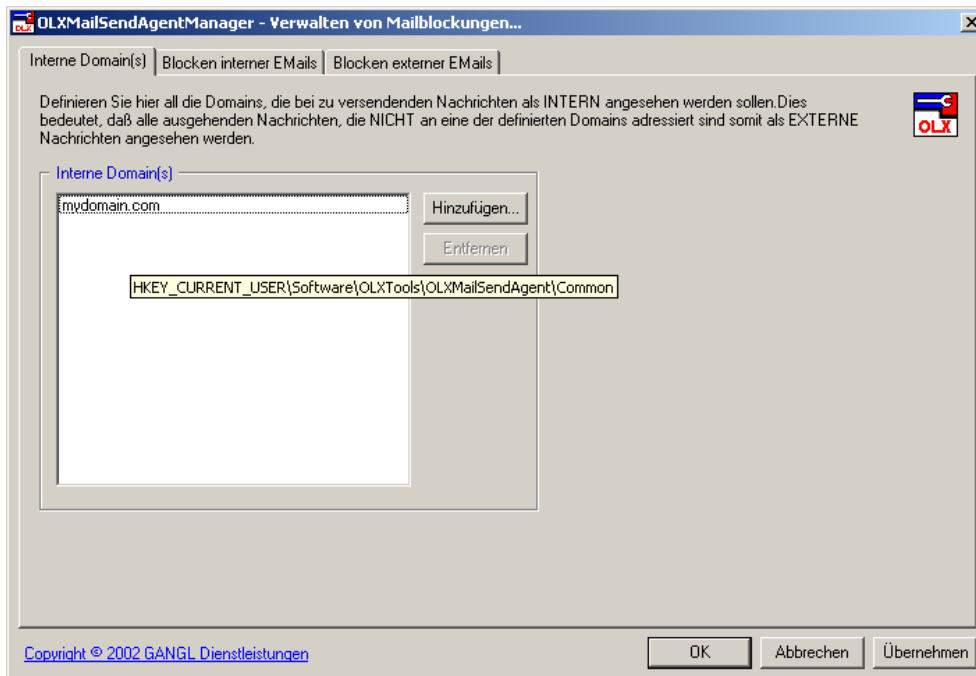 OLXMailSendAgentManager - Verwalten von Mailblockungen...
Interne Domain(s) Blocken interner EMails Blocken externer EMails
Definieren Sie hier all die Domains, die bei zu versendenden Nachrichten als INTERN angesehen werden sollen.Dies
bedeutet, daß alle ausgehenden Nachrichten, die NICHT an eine der definierten Domains adressiert sind somit als EXTERNE
Nachrichten angesehen werden.
OLX
Interne Domain(s)
mydomain.com
Hinzufügen...
Entfernen
HKEY_CURRENT_USER\Software\OLXTools\OLXMailSendAgent\Common
Copyright © 2002 GANGL Dienstleistungen
OK Abbrechen Übernehmen